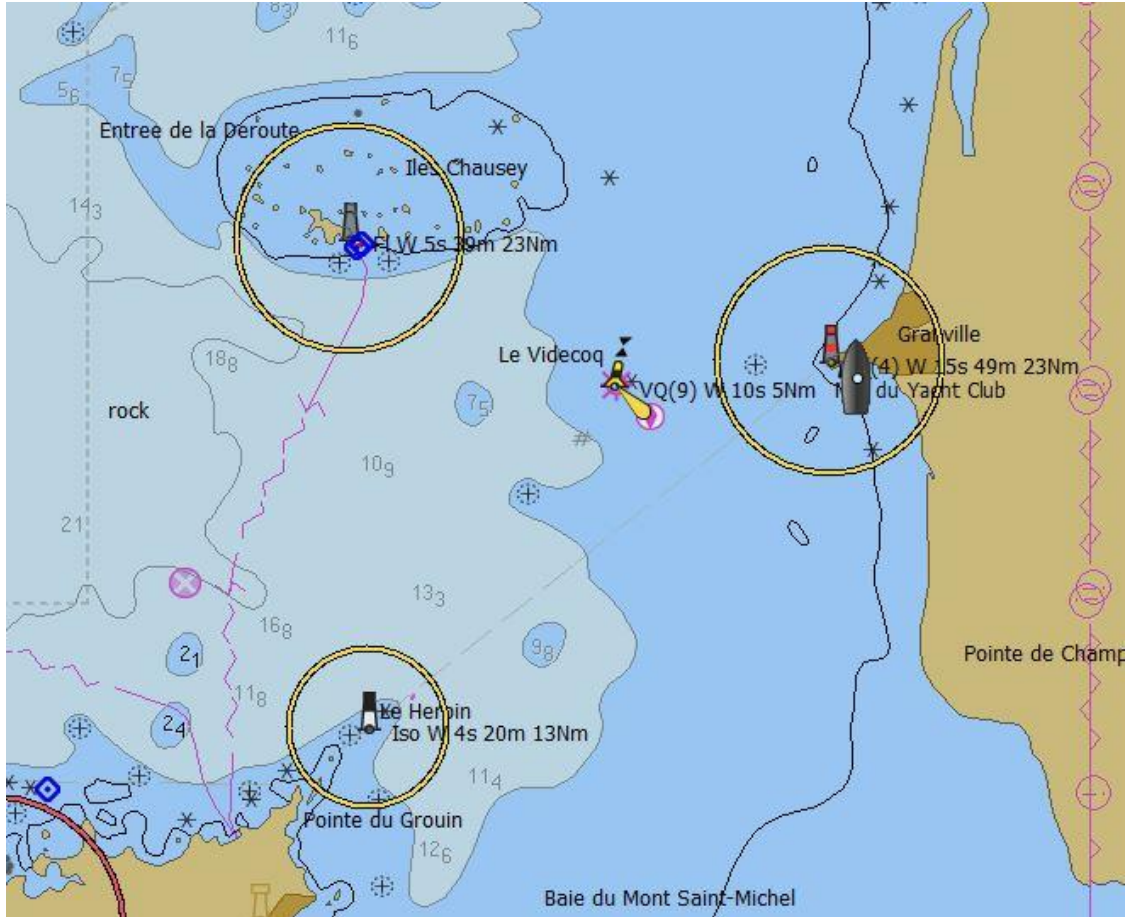 8₃
11₆
7₅
5₆
Entree de la Deroute
Iles Chausey
14₃
Fl W 5s 39m 23Nm
Granville
18₈
Le Videcoq
(4) W 15s 49m 23Nm
VQ(9) W 10s 5Nm
du Yacht Club
7₅
rock
10₉
21
13₃
16₈
9₈
2₁
Pointe de Champ
11₈
Le Herpin
2₄
Iso W 4s 20m 13Nm
11₄
Pointe du Grouin
12₆
Baie du Mont Saint-Michel